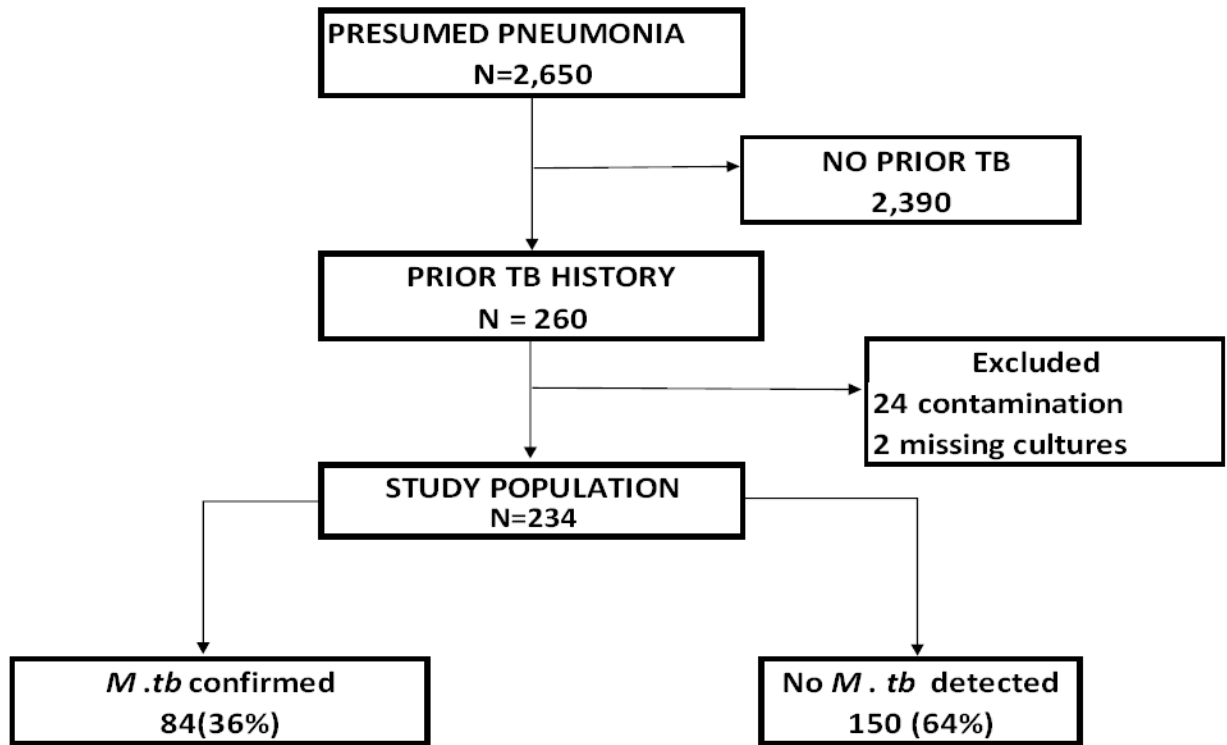 PRESUMED PNEUMONIA
N=2,650
NO PRIOR TB
2,390
PRIOR TB HISTORY
N = 260
Excluded
24 contamination
2 missing cultures
STUDY POPULATION
N=234
M .tb confirmed
84(36%)
No M . tb detected
150 (64%)